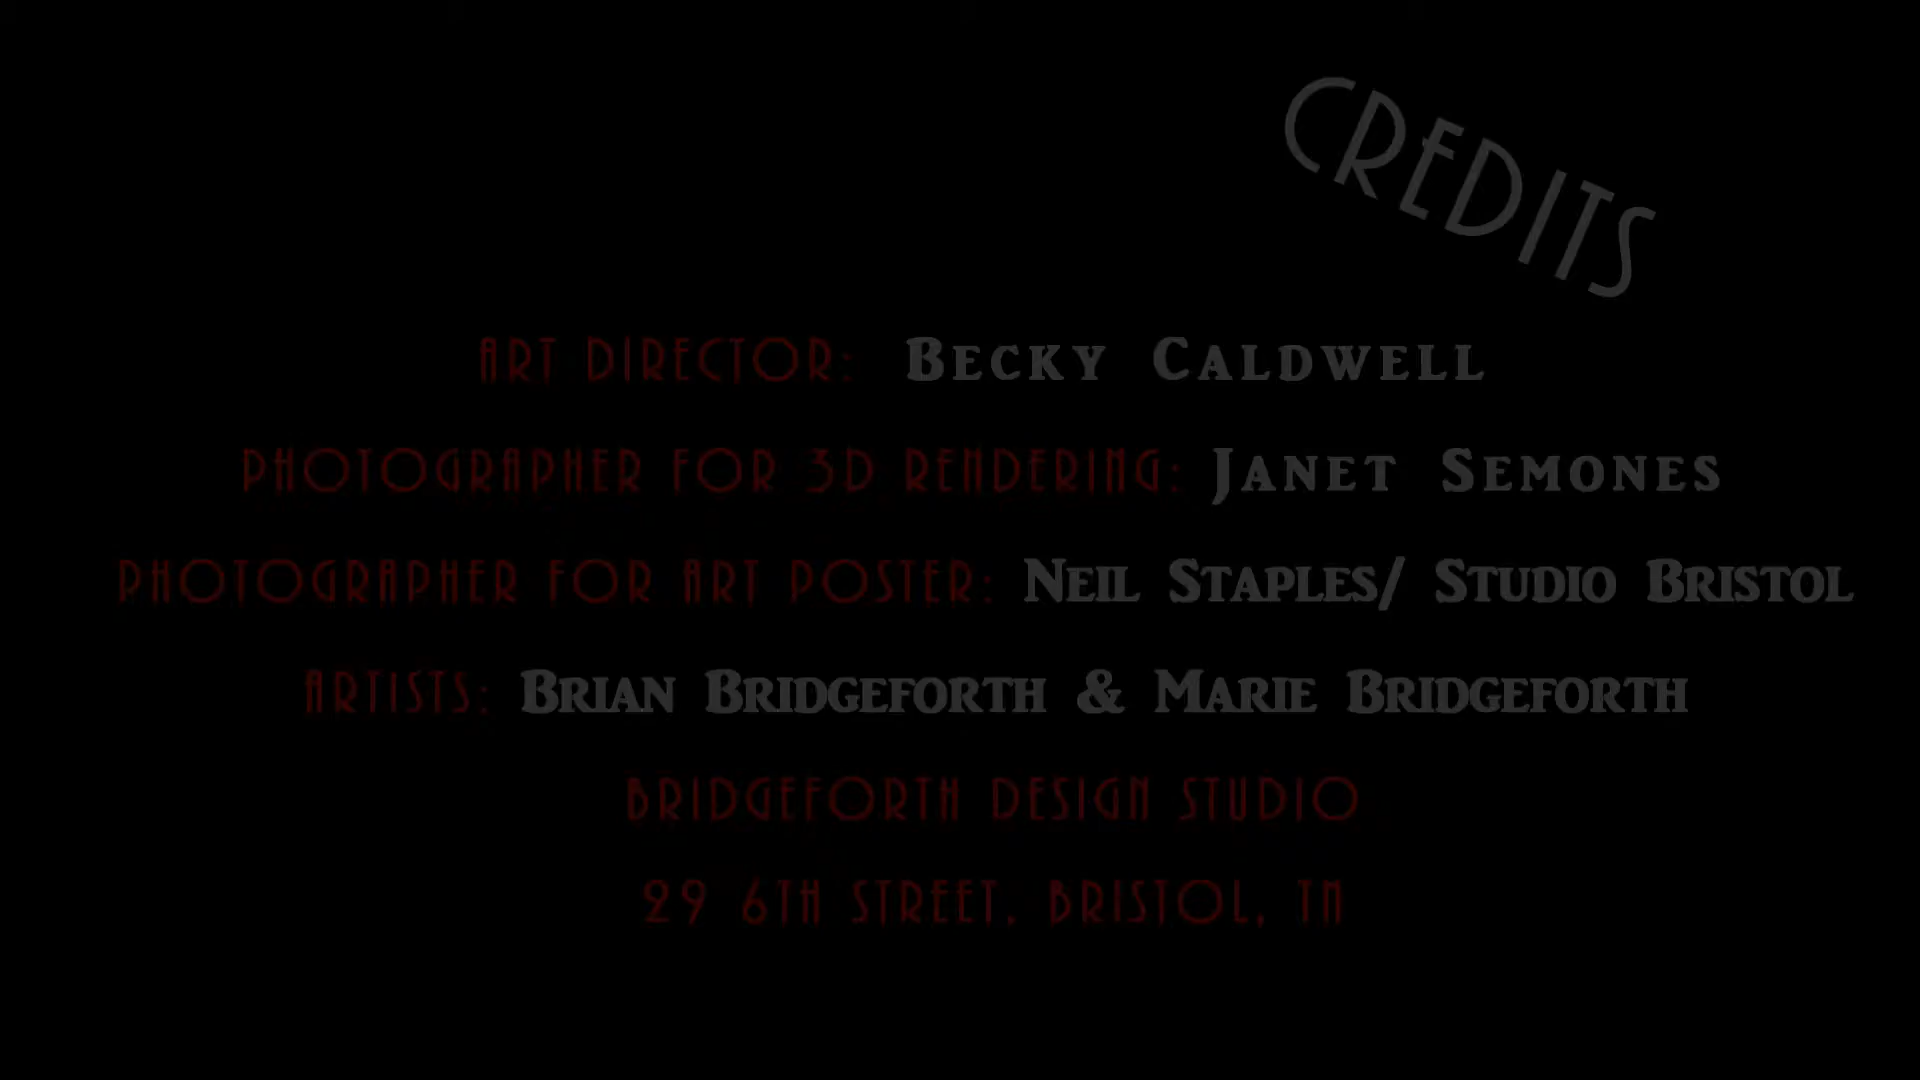 CREDITS
ART DIRECTOR: BECKY CALDWELL
PHOTOGRAPHER FOR 3D RENDERING: JANET SEMONES
PHOTOGRAPHER FOR ART POSTER: NEIL STAPLES/ STUDIO BRISTOL
ARTISTS: BRIAN BRIDGEFORTH & MARIE BRIDGEFORTH
BRIDGEFORTH DESIGN STUDIO
29 6TH STREET, BRISTOL, TN